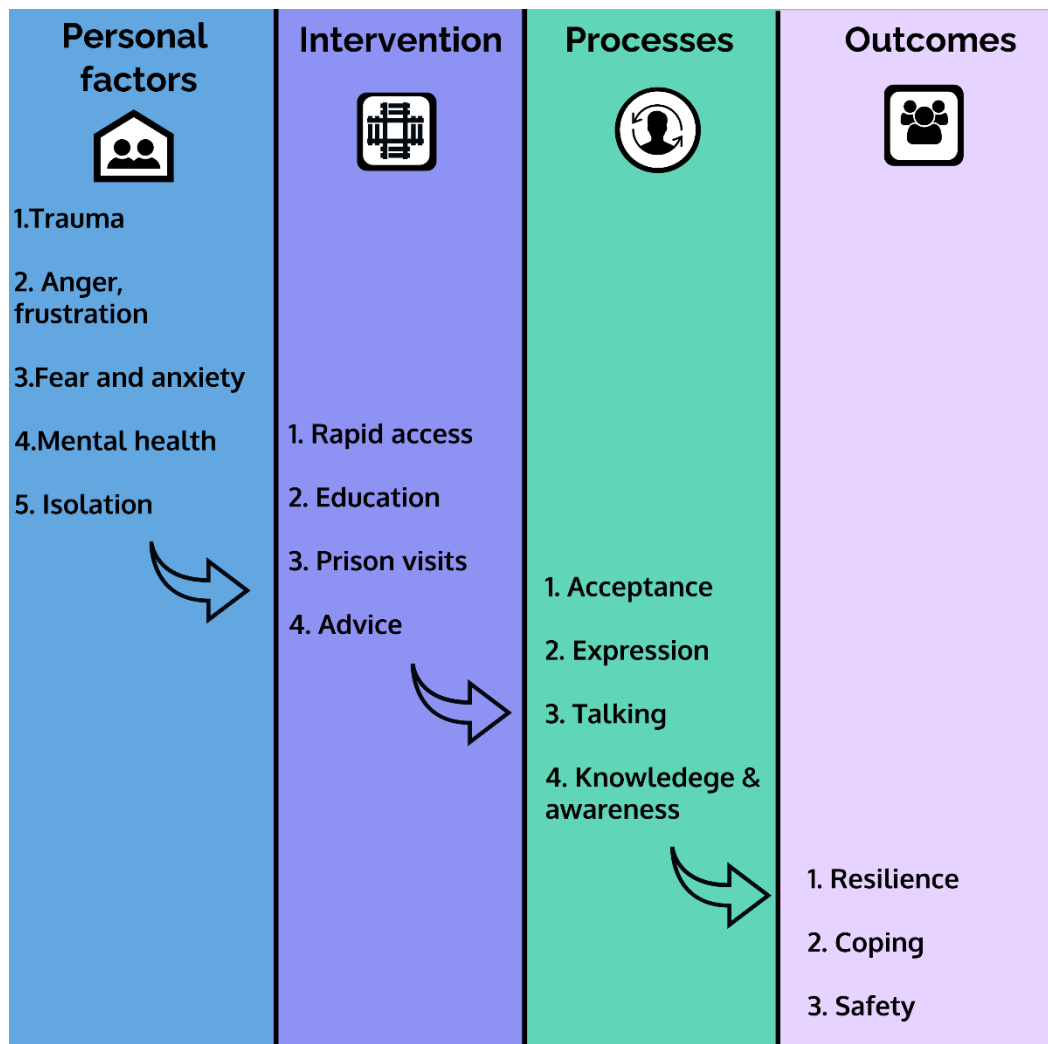 Personal
factors
1.Trauma
2. Anger,
frustration
3.Fear and anxiety
4.Mental health
5. Isolation
Intervention
1. Rapid access
2. Education
3. Prison visits
4. Advice
Processes
1. Acceptance
2. Expression
3. Talking
4. Knowledege &
awareness
Outcomes
1. Resilience
2. Coping
3. Safety